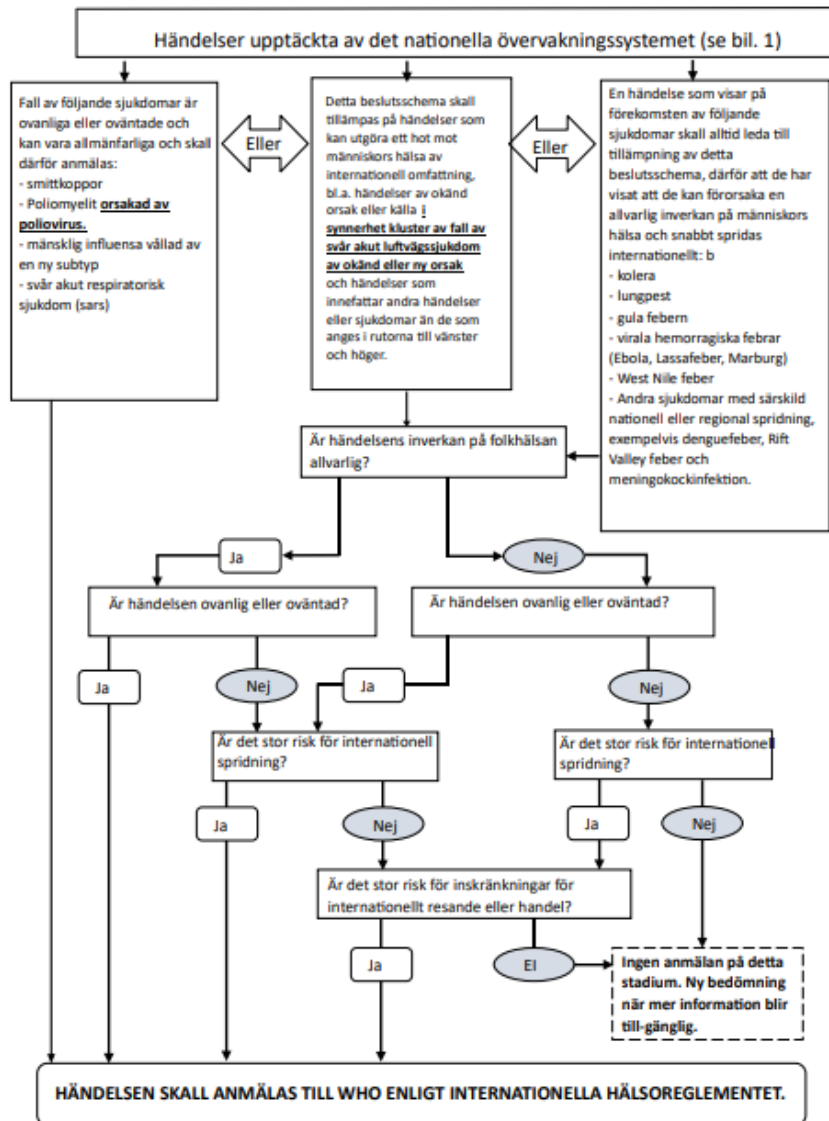 Händelser upptäckta av det nationella övervakningssystemet (se bil. 1)
Fall av följande sjukdomar är
ovanliga eller oväntade och
kan vara allmänfarliga och skall
därför anmälas:
- smittkoppor
- Poliomyelit orsakad av
poliovirus.
- mänsklig influensa vållad av
en ny subtyp
- svår akut respiratorisk
sjukdom (sars)
Eller
Detta beslutsschema skall
tillämpas på händelser som
kan utgöra ett hot mot
människors hälsa av
internationell omfattning,
bl.a. händelser av okänd
orsak eller källa i
synnerhet kluster av fall av
svår akut luftvägssjukdom
av okänd eller ny orsak
och händelser som
innefattar andra händelser
eller sjukdomar än de som
anges i rutorna till vänster
och höger.
Eller
En händelse som visar på
förekomsten av följande
sjukdomar skall alltid leda till
tillämpning av detta
beslutsschema, därför att de har
visat att de kan förorsaka en
allvarlig inverkan på människors
hälsa och snabbt spridas
internationellt: b
- kolera
- lungpest
- gula febern
- virala hemorragiska febrar
(Ebola, Lassafeber, Marburg)
- West Nile feber
- Andra sjukdomar med särskild
nationell eller regional spridning,
exempelvis denguefeber, Rift
Valley feber och
meningokockinfektion.
Är händelsens inverkan på folkhälsan
allvarlig?
Ja
Nej
Är händelsen ovanlig eller oväntad?
Är händelsen ovanlig eller oväntad?
Ja
Nej
Ja
Nej
Är det stor risk för internationell
spridning?
Är det stor risk för internationell
spridning?
Ja
Nej
Ja
Nej
Är det stor risk för inskränkningar för
internationellt resande eller handel?
Ja
EI
Ingen anmälan på detta
stadium. Ny bedömning
när mer information blir
till-gänglig.
HÄNDELSEN SKALL ANMÄLAS TILL WHO ENLIGT INTERNATIONELLA HÄLSOREGLEMENTET.